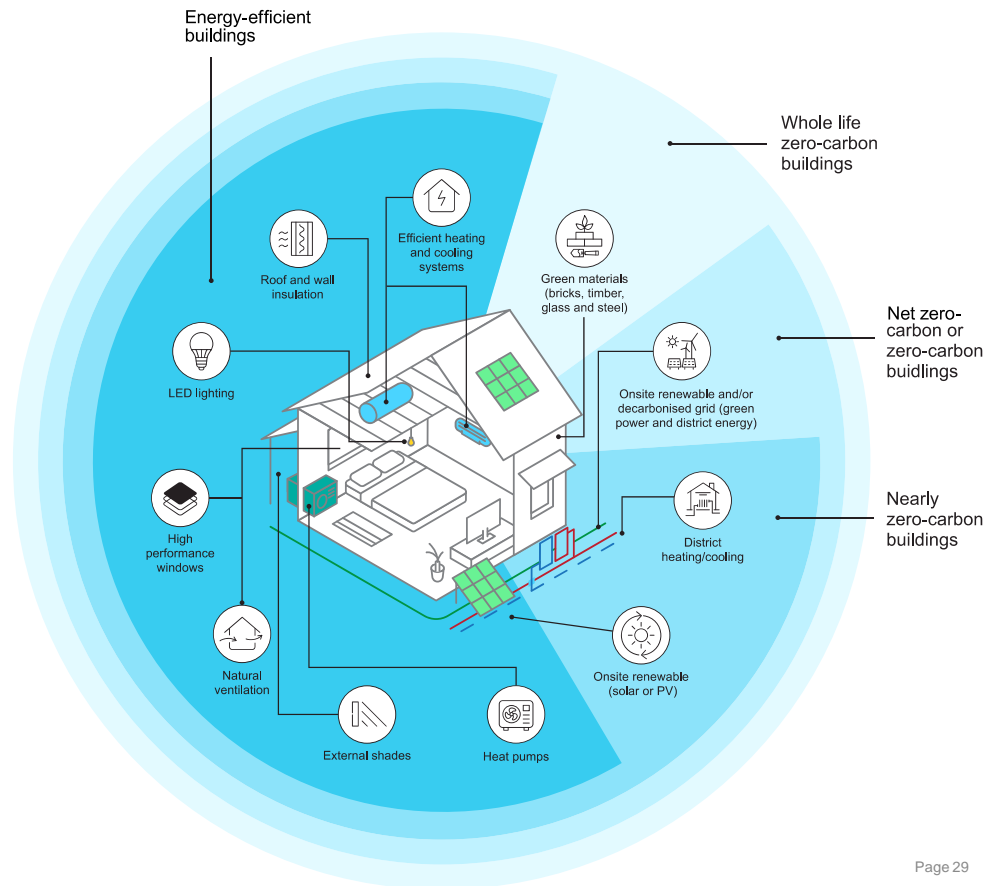 Energy-efficient
buildings
Whole life
zero-carbon
buildings
Efficient heating
and cooling
systems
Roof and wall
insulation
Green materials
(bricks, timber,
glass and steel)
Net zero-
carbon or
zero-carbon
buidlings
LED lighting
Onsite renewable and/or
decarbonised grid (green
power and district energy)
Nearly
zero-carbon
buildings
High
performance
windows
District
heating/cooling
Natural
ventilation
Onsite renewable
(solar or PV)
External shades
Heat pumps
Page 29